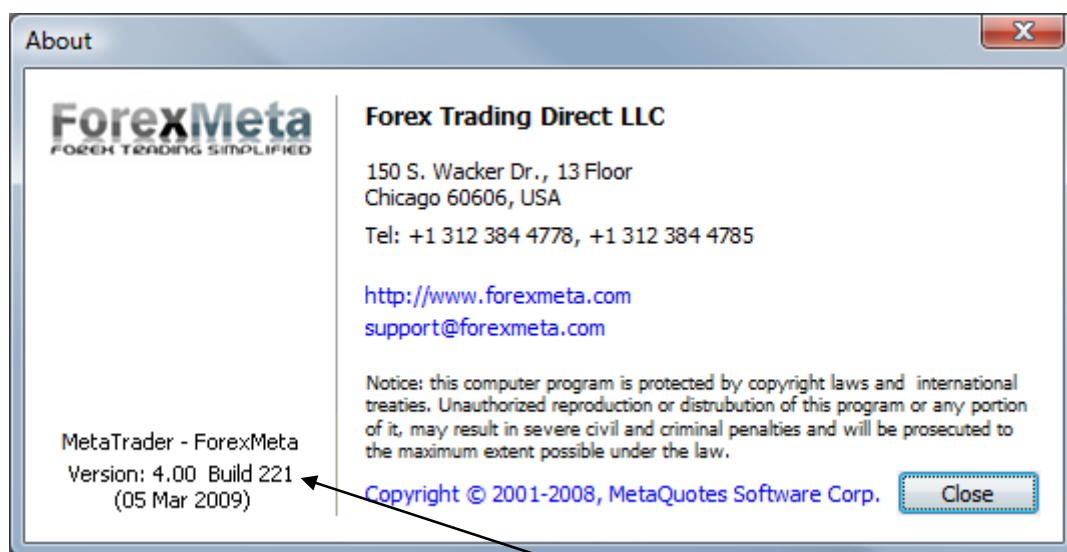 About
ForexMeta
FOREX TRADING SIMPLIFIED
MetaTrader - ForexMeta
Version: 4.00 Build 221
(05 Mar 2009)
Forex Trading Direct LLC
150 S. Wacker Dr., 13 Floor
Chicago 60606, USA
Tel: +1 312 384 4778, +1 312 384 4785
http://www.forexmeta.com
support@forexmeta.com
Notice: this computer program is protected by copyright laws and international
treaties. Unauthorized reproduction or distrubution of this program or any portion
of it, may result in severe civil and criminal penalties and will be prosecuted to
the maximum extent possible under the law.
Copyright © 2001-2008, MetaQuotes Software Corp.
Close